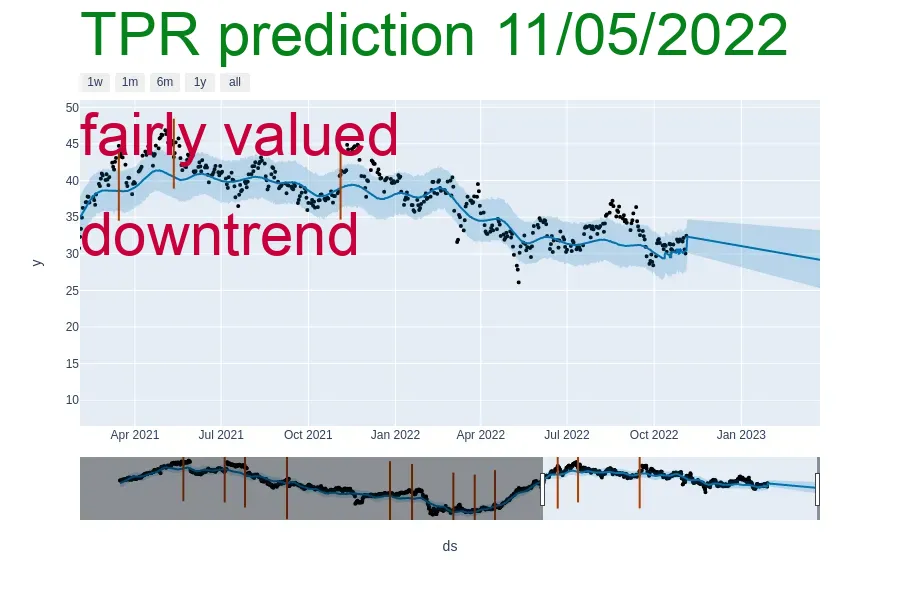 TPR prediction 11/05/2022
1w 1m 6m 1y all
fairly valued
downtrend
50
45
40
35
30
25
20
15
10
y
Apr 2021 Jul 2021 Oct 2021 Jan 2022 Apr 2022 Jul 2022 Oct 2022 Jan 2023
ds